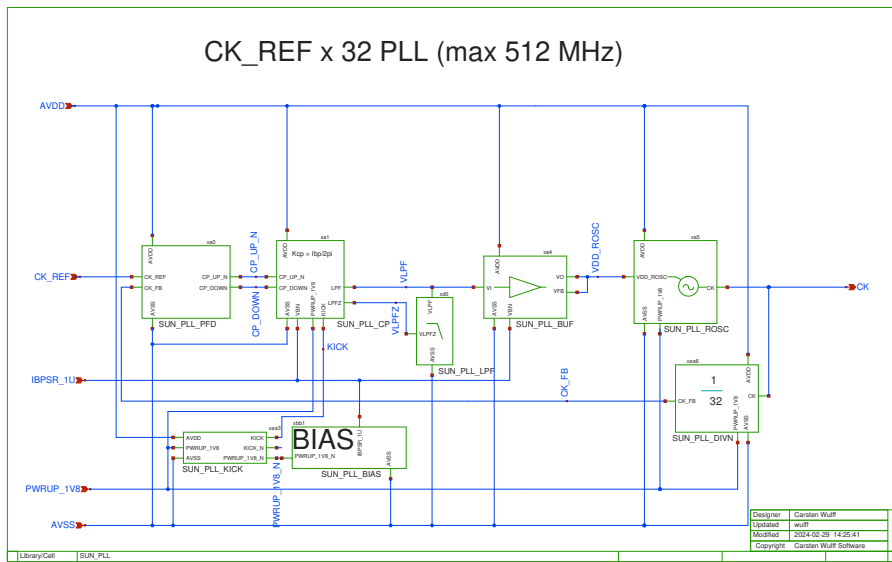 CK_REF x 32 PLL (max 512 MHz)
AVDD
xa0
AVDD
CK_REF
CK_FB
CP_UP_N
CP_DOWN
AVSS
SUN_PLL_PFD
CK_REF
CP_UP_N
CP_DOWN
xa1
AVDD
Kcp = Ibp/2pi
CP_UP_N
CP_DOWN
LPF
LPFZ
AVSS
VBN
PWRUP_1V8
KICK
SUN_PLL_CP
VLPF
VLPFZ
KICK
xd0
VLPF
VLPFZ
AVSS
SUN_PLL_LPF
xa4
AVDD
VI
VO
VFB
AVSS
VBN
SUN_PLL_BUF
VDD_ROSC
xa5
AVDD
VDD_ROSC
CK
AVSS
PWRUP_1V8
SUN_PLL_ROSC
CK
IBPSR_1U
CK_FB
xaa6
1
32
AVDD
CK_FB
CK
PWRUP_1V8
AVSS
SUN_PLL_DIVN
xaa3
AVDD
PWRUP_1V8
AVSS
KICK
KICK_N
PWRUP_1V8_N
SUN_PLL_KICK
PWRUP_1V8_N
xbb1
BIAS
IBPSR_1U
PWRUP_1V8_N
AVSS
SUN_PLL_BIAS
PWRUP_1V8
AVSS
Designer Carsten Wulff
Updated wulff
Modified 2024-02-29 14:25:41
Copyright Carsten Wulff Software
Library/Cell SUN_PLL